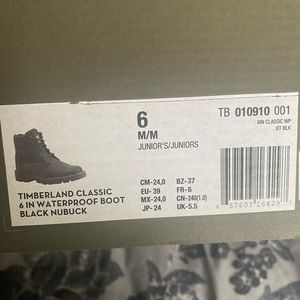 6
M/M
JUNIOR'S/JUNIORS
TB 010910 001
6IN CLASSIC WP
BT BLK
TIMBERLAND CLASSIC
6 IN WATERPROOF BOOT
BLACK NUBUCK
CM-24,0 BZ-37
EU- 39 FR-6
MX-24,0 CN-240(1.0)
JP-24 UK-5.5
57603 16429